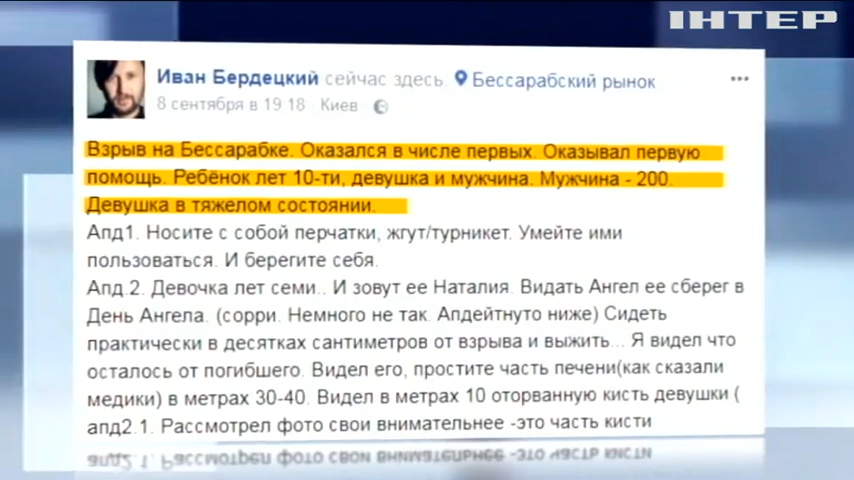 ІНТЕР
Иван Бердецкий сейчас здесь: Бессарабский рынок
8 сентября в 19:18 · Киев
Взрыв на Бессарабке. Оказался в числе первых. Оказывал первую
помощь. Ребёнок лет 10-ти, девушка и мужчина. Мужчина - 200.
Девушка в тяжелом состоянии.
Апд1. Носите с собой перчатки, жгут/турникет. Умейте ими
пользоваться. И берегите себя.
Апд.2. Девочка лет семи.. И зовут ее Наталия. Видать Ангел ее сберег в
День Ангела. (сорри. Немного не так. Апдейтнуто ниже) Сидеть
практически в десятках сантиметров от взрыва и выжить... Я видел что
осталось от погибшего. Видел его, простите часть печени(как сказали
медики) в метрах 30-40. Видел в метрах 10 оторванную кисть девушки (
апд2.1. Рассмотрел фото свои внимательнее -это часть кисти